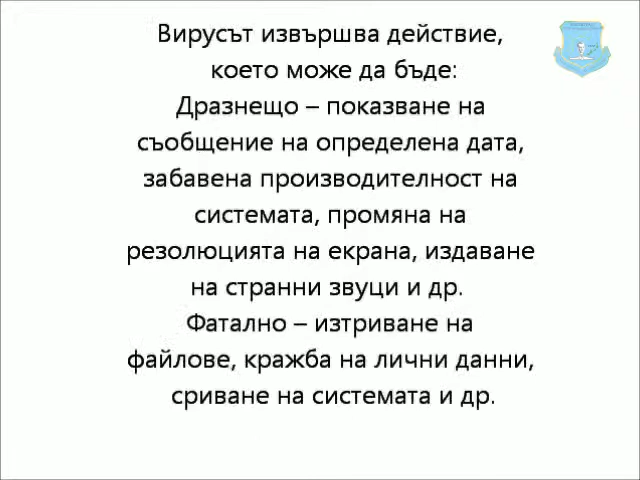 Вирусът извършва действие,
което може да бъде:
Дразнещо – показване на
съобщение на определена дата,
забавена производителност на
системата, промяна на
резолюцията на екрана, издаване
на странни звуци и др.
Фатално – изтриване на
файлове, кражба на лични данни,
сриване на системата и др.